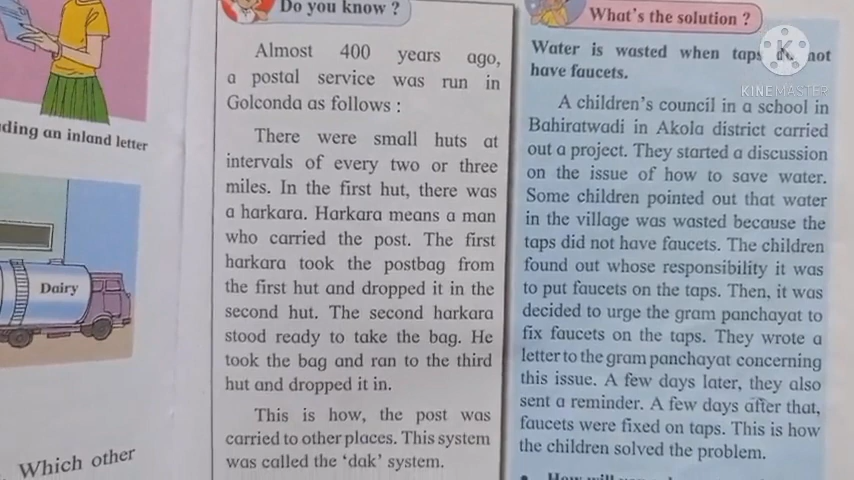 ding an inland letter
Dairy
Which other
Do you know ?
Almost 400 years ago,
a postal service was run in
Golconda as follows :
There were small huts at
intervals of every two or three
miles. In the first hut, there was
a harkara. Harkara means a man
who carried the post. The first
harkara took the postbag from
the first hut and dropped it in the
second hut. The second harkara
stood ready to take the bag. He
took the bag and ran to the third
hut and dropped it in.
This is how, the post was
carried to other places. This system
was called the ‘dak’ system.
What's the solution ?
Water is wasted when taps do not
have faucets.
A children's council in a school in
Bahiratwadi in Akola district carried
out a project. They started a discussion
on the issue of how to save water.
Some children pointed out that water
in the village was wasted because the
taps did not have faucets. The children
found out whose responsibility it was
to put faucets on the taps. Then, it was
decided to urge the gram panchayat to
fix faucets on the taps. They wrote a
letter to the gram panchayat concerning
this issue. A few days later, they also
sent a reminder. A few days after that,
faucets were fixed on taps. This is how
the children solved the problem.
K
KINEMASTER